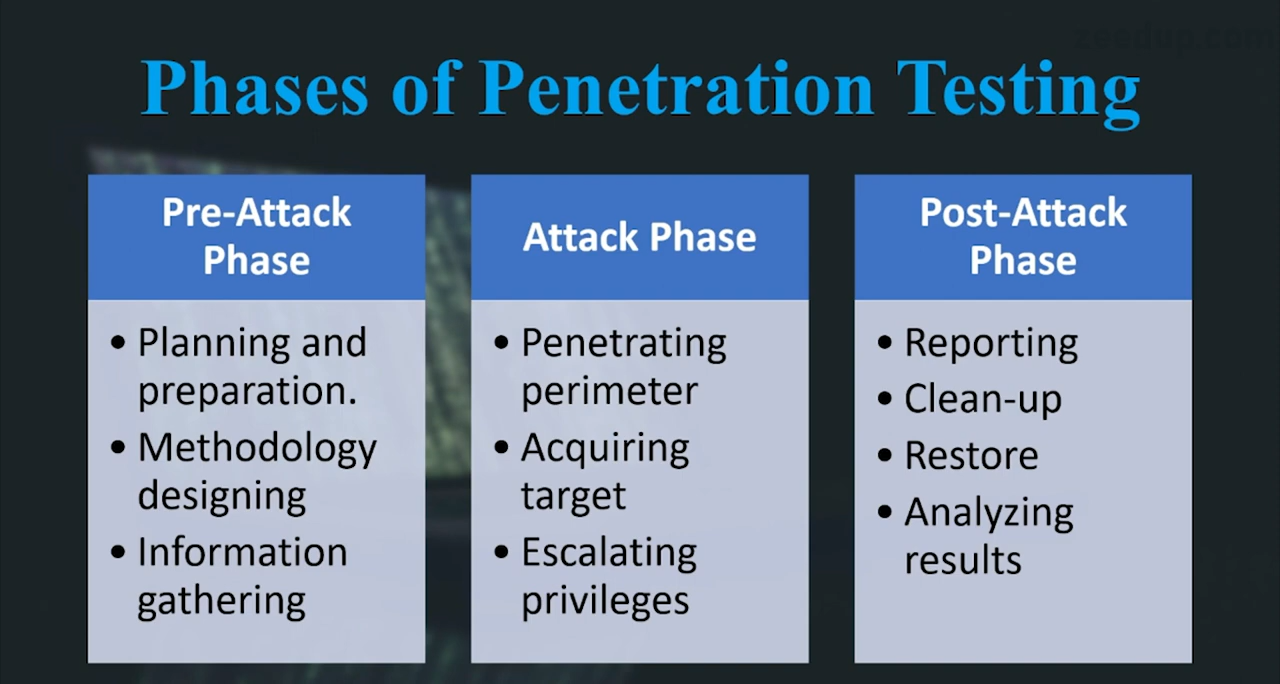 Phases of Penetration Testing
Pre-Attack
Phase
• Planning and
preparation.
• Methodology
designing
• Information
gathering
Attack Phase
• Penetrating
perimeter
• Acquiring
target
• Escalating
privileges
Post-Attack
Phase
• Reporting
• Clean-up
• Restore
• Analyzing
results